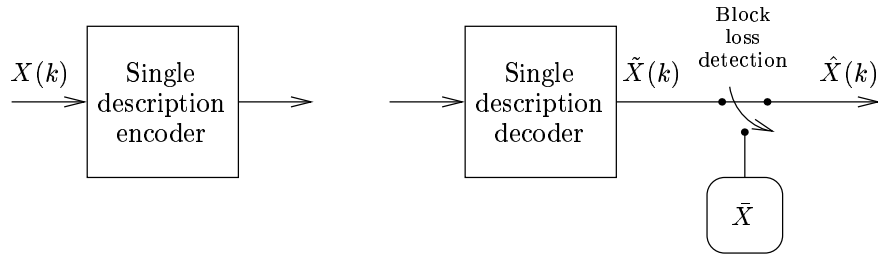 X(k)
Single
description
encoder
Single
description
decoder
X̃(k)
Block
loss
detection
X̂(k)
X̄